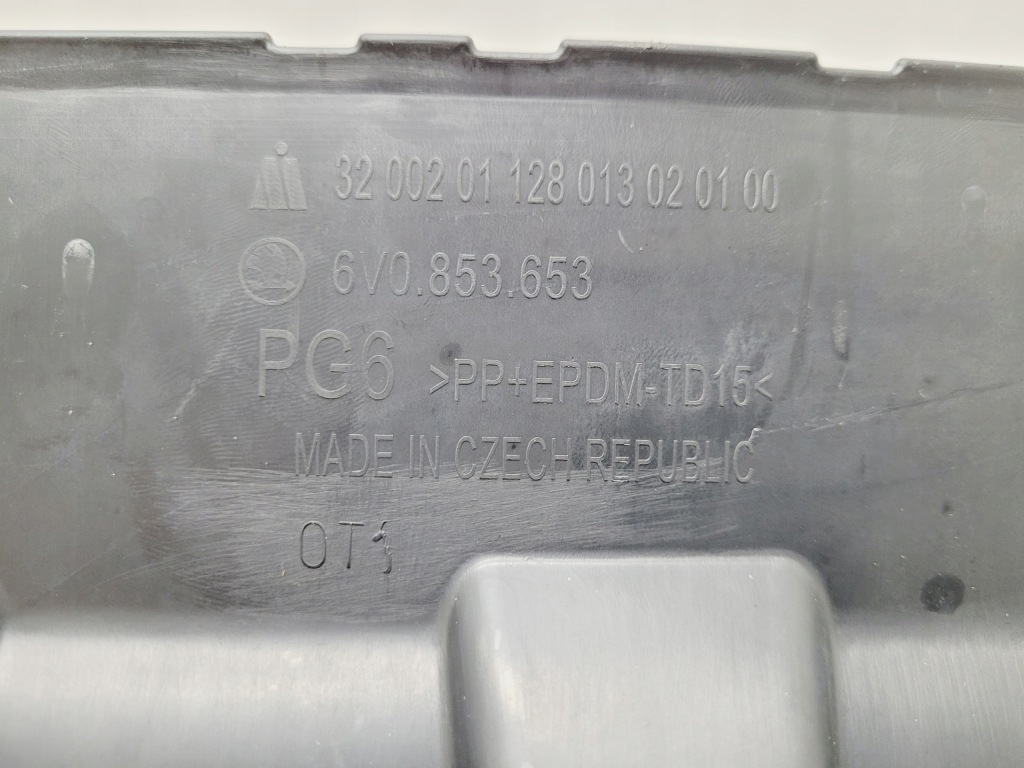 32 002 01 128 013 02 01 00
6V0.853.653
PG6 >PP+EPDM-TD15<
MADE IN CZECH REPUBLIC
OT1